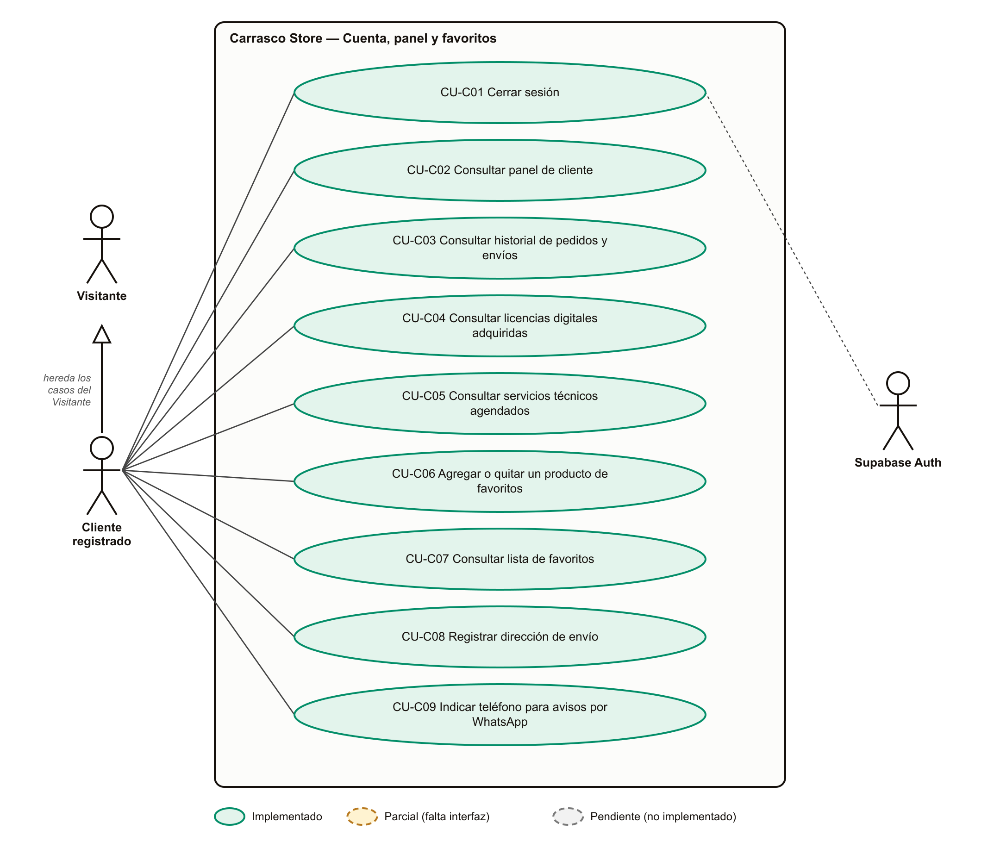 Carrasco Store — Cuenta, panel y favoritos
CU-C01 Cerrar sesión
CU-C02 Consultar panel de cliente
CU-C03 Consultar historial de pedidos y
envíos
Visitante
CU-C04 Consultar licencias digitales
adquiridas
hereda los
casos del
Visitante
CU-C05 Consultar servicios técnicos
agendados
Supabase Auth
CU-C06 Agregar o quitar un producto de
favoritos
Cliente
registrado
CU-C07 Consultar lista de favoritos
CU-C08 Registrar dirección de envío
CU-C09 Indicar teléfono para avisos por
WhatsApp
Implementado
Parcial (falta interfaz)
Pendiente (no implementado)